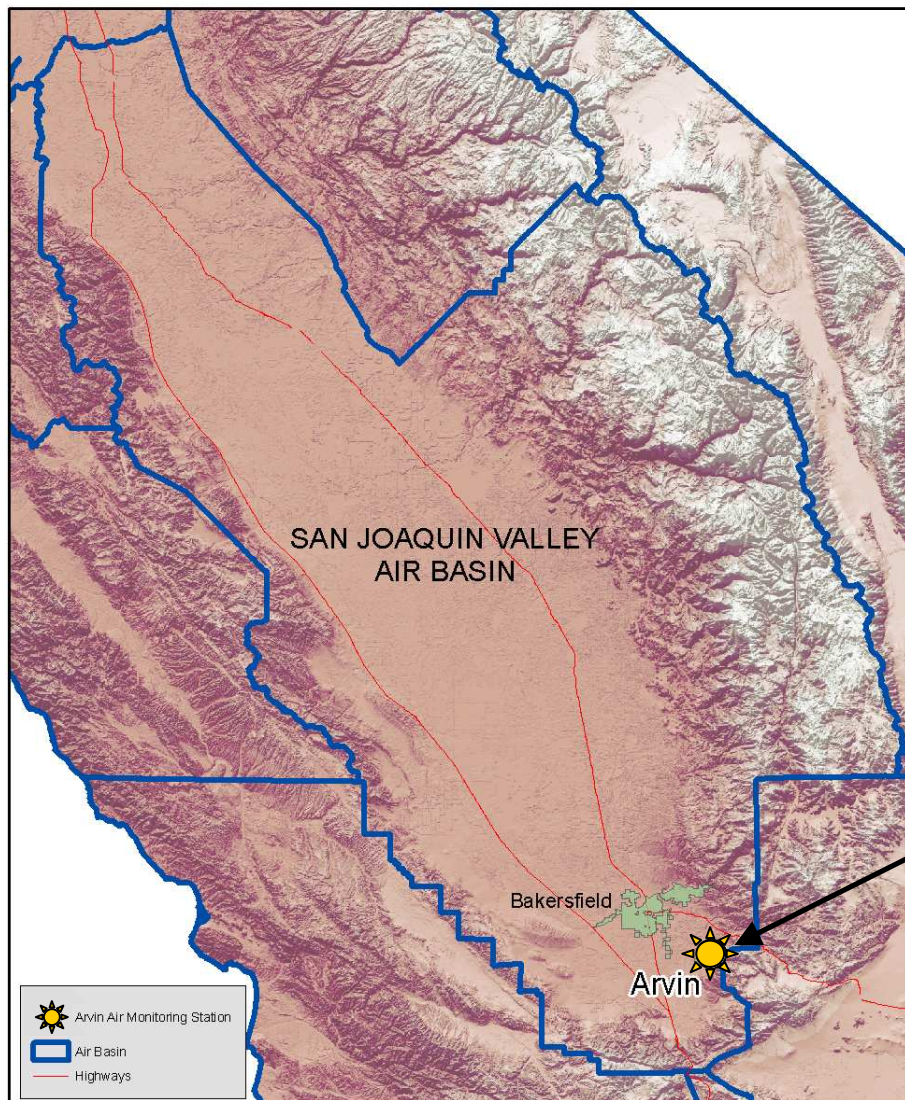 SAN JOAQUIN VALLEY
AIR BASIN
Bakersfield
Arvin
Arvin Air Monitoring Station
Air Basin
Highways